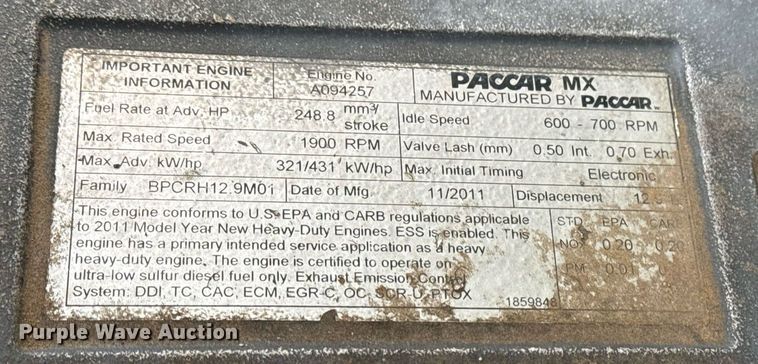 IMPORTANT ENGINE INFORMATION
Engine No. A094257
PACCAR MX
MANUFACTURED BY PACCAR
Fuel Rate at Adv. HP 248.8 mm³/stroke
Idle Speed 600 - 700 RPM
Max. Rated Speed 1900 RPM
Valve Lash (mm) 0.50 Int. 0.70 Exh.
Max. Adv. kW/hp 321/431 kW/hp
Max. Initial Timing Electronic
Family BPCRH12.9M01
Date of Mfg. 11/2011
Displacement
This engine conforms to U.S. EPA and CARB regulations applicable
to 2011 Model Year New Heavy-Duty Engines. ESS is enabled. This
engine has a primary intended service application as a heavy
heavy-duty engine. The engine is certified to operate on
ultra-low sulfur diesel fuel only. Exhaust Emission Control
System: DDI, TC, CAC, ECM, EGR-C, OC, SCR-U, PTOX
STD EPA CARB
NOX 0.20 0.20
PM 0.01
1859848
Purple Wave Auction